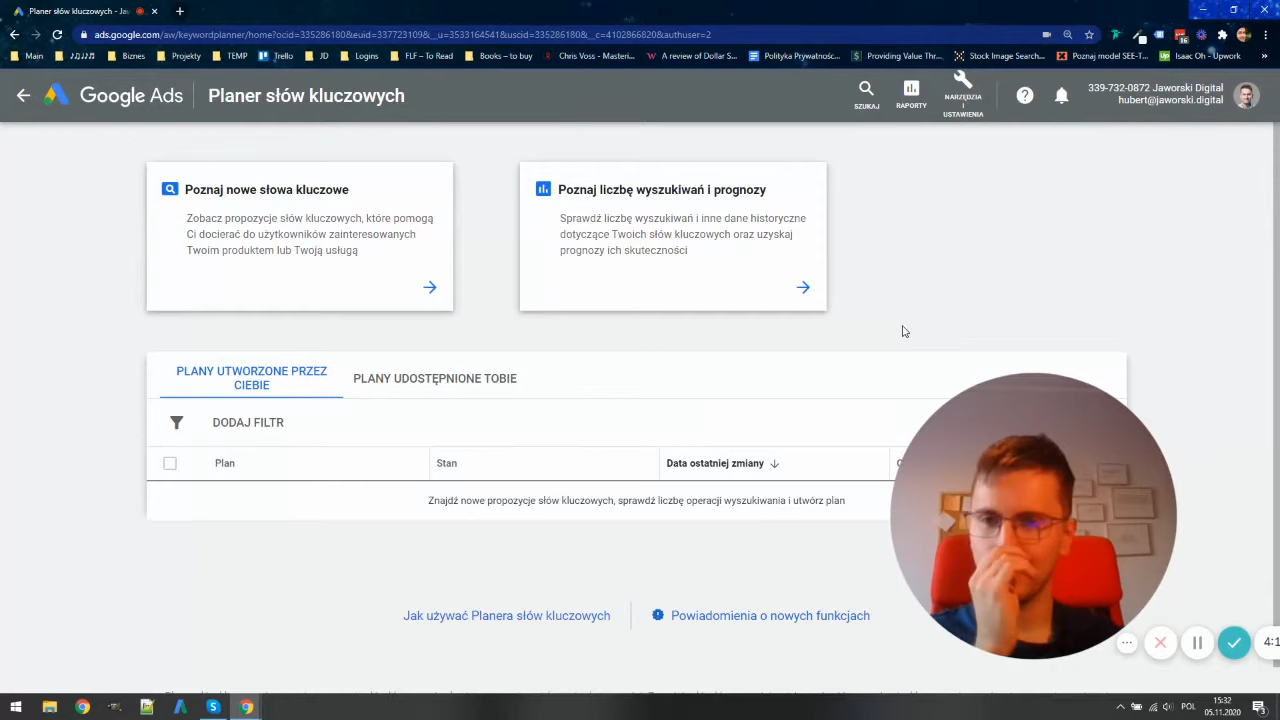 Planer słów kluczowych - Ja
ads.google.com/aw/keywordplanner/home?ocid=335286180&euid=337723109&__u=3533164541&uscid=335286180&__c=4102866820&authuser=2
Main
Biznes
Projekty
TEMP
Trello
JD
Logins
FLF – To Read
Books – to buy
Chris Voss - Masteri...
A review of Dollar S...
Polityka Prywatnośc...
Providing Value Thr...
Stock Image Search:...
Poznaj model SEE-T...
Isaac Oh - Upwork
»
Google Ads
Planer słów kluczowych
SZUKAJ
RAPORTY
NARZĘDZIA
I
USTAWIENIA
339-732-0872 Jaworski Digital
hubert@jaworski.digital
Poznaj nowe słowa kluczowe
Zobacz propozycje słów kluczowych, które pomogą
Ci docierać do użytkowników zainteresowanych
Twoim produktem lub Twoją usługą
Poznaj liczbę wyszukiwań i prognozy
Sprawdź liczbę wyszukiwań i inne dane historyczne
dotyczące Twoich słów kluczowych oraz uzyskaj
prognozy ich skuteczności
PLANY UTWORZONE PRZEZ
CIEBIE
PLANY UDOSTĘPNIONE TOBIE
DODAJ FILTR
Plan
Stan
Data ostatniej zmiany
Znajdź nowe propozycje słów kluczowych, sprawdź liczbę operacji wyszukiwania i utwórz plan
Jak używać Planera słów kluczowych
Powiadomienia o nowych funkcjach
4:1
POL
15:32
05.11.2020